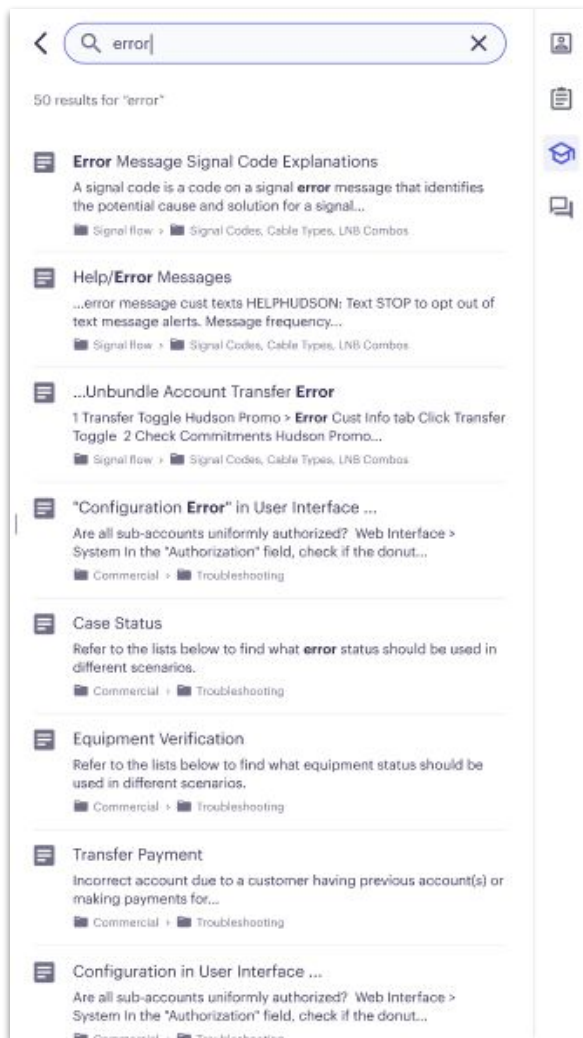 error
50 results for "error"
Error Message Signal Code Explanations
A signal code is a code on a signal error message that identifies
the potential cause and solution for a signal...
Signal flow > Signal Codes, Cable Types, LNB Combos
Help/Error Messages
...error message cust texts HELPHUDSON: Text STOP to opt out of
text message alerts. Message frequency...
Signal flow > Signal Codes, Cable Types, LNB Combos
...Unbundle Account Transfer Error
1 Transfer Toggle Hudson Promo > Error Cust Info tab Click Transfer
Toggle 2 Check Commitments Hudson Promo...
Signal flow > Signal Codes, Cable Types, LNB Combos
"Configuration Error" in User Interface ...
Are all sub-accounts uniformly authorized? Web Interface >
System In the "Authorization" field, check if the donut...
Commercial > Troubleshooting
Case Status
Refer to the lists below to find what error status should be used in
different scenarios.
Commercial > Troubleshooting
Equipment Verification
Refer to the lists below to find what equipment status should be
used in different scenarios.
Commercial > Troubleshooting
Transfer Payment
Incorrect account due to a customer having previous account(s) or
making payments for...
Commercial > Troubleshooting
Configuration in User Interface ...
Are all sub-accounts uniformly authorized? Web Interface >
System In the "Authorization" field, check if the donut...
Commercial > Troubleshooting